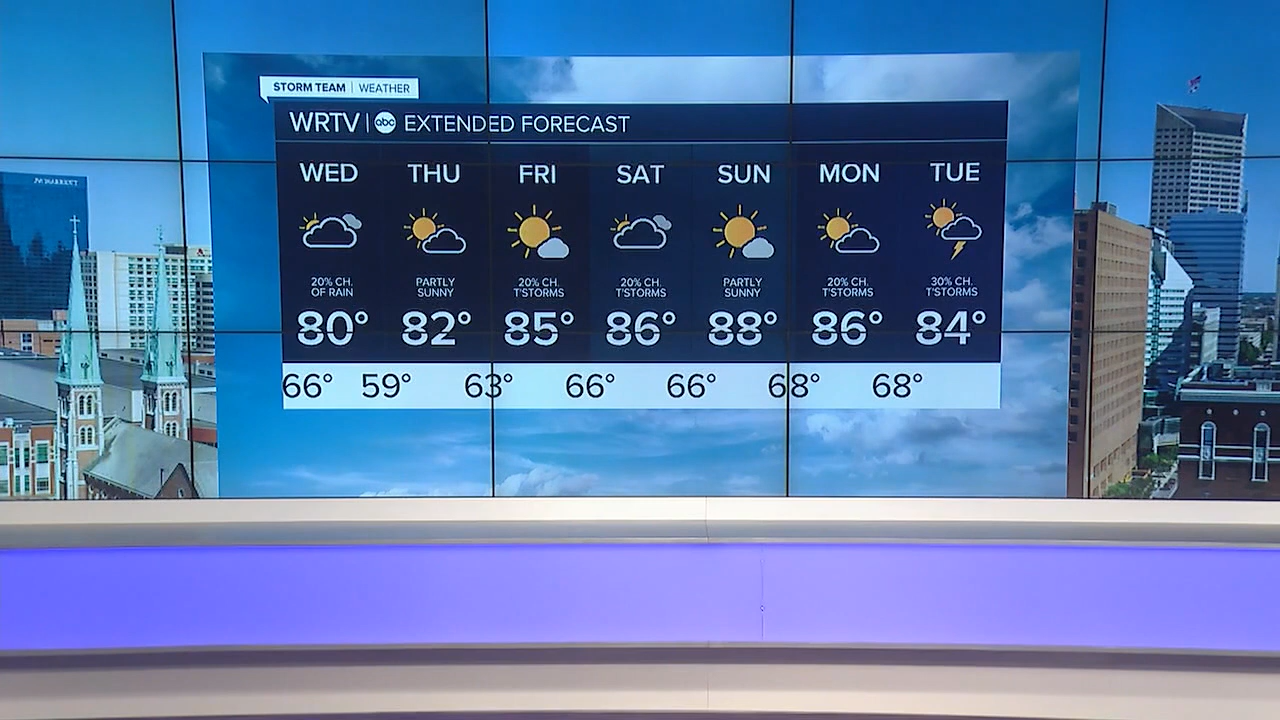 STORM TEAM | WEATHER
WRTV | abc EXTENDED FORECAST
WED THU FRI SAT SUN MON TUE
20% CH. PARTLY 20% CH. 20% CH. PARTLY 20% CH. 30% CH.
OF RAIN SUNNY T'STORMS T'STORMS SUNNY T'STORMS T'STORMS
80° 82° 85° 86° 88° 86° 84°
66° 59° 63° 66° 66° 68° 68°
JW MARRIOTT